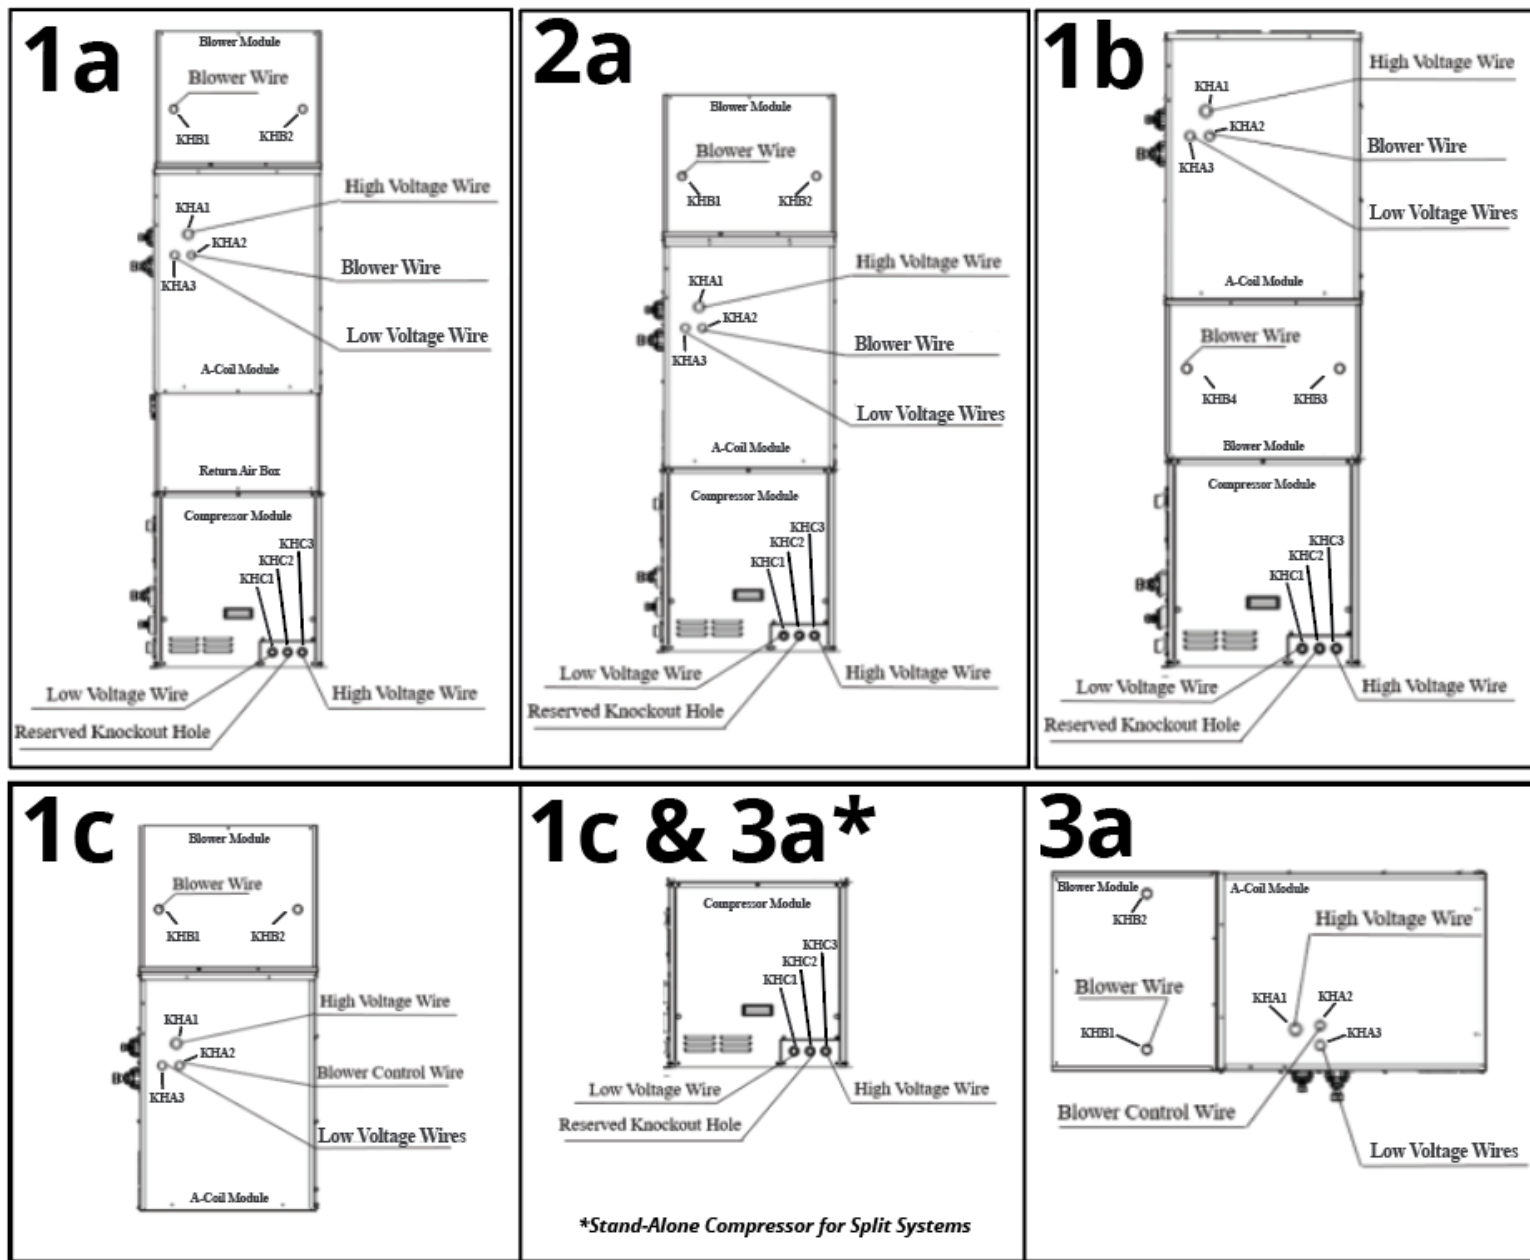 1a
Blower Module
Blower Wire
KHB1
KHB2
High Voltage Wire
KHA1
KHA2
Blower Wire
KHA3
Low Voltage Wire
A-Coil Module
Return Air Box
Compressor Module
KHC3
KHC2
KHC1
Low Voltage Wire
High Voltage Wire
Reserved Knockout Hole
2a
Blower Module
Blower Wire
KHB1
KHB2
High Voltage Wire
KHA1
KHA2
Blower Wire
KHA3
Low Voltage Wires
A-Coil Module
Compressor Module
KHC3
KHC2
KHC1
Low Voltage Wire
High Voltage Wire
Reserved Knockout Hole
1b
High Voltage Wire
KHA1
KHA2
Blower Wire
KHA3
Low Voltage Wires
A-Coil Module
Blower Wire
KHB4
KHB3
Blower Module
Compressor Module
KHC3
KHC2
KHC1
Low Voltage Wire
High Voltage Wire
Reserved Knockout Hole
1c
Blower Module
Blower Wire
KHB1
KHB2
High Voltage Wire
KHA1
KHA2
Blower Control Wire
KHA3
Low Voltage Wires
A-Coil Module
1c & 3a*
Compressor Module
KHC3
KHC2
KHC1
Low Voltage Wire
High Voltage Wire
Reserved Knockout Hole
*Stand-Alone Compressor for Split Systems
3a
Blower Module
A-Coil Module
KHB2
High Voltage Wire
Blower Wire
KHA1
KHA2
KHB1
KHA3
Blower Control Wire
Low Voltage Wires